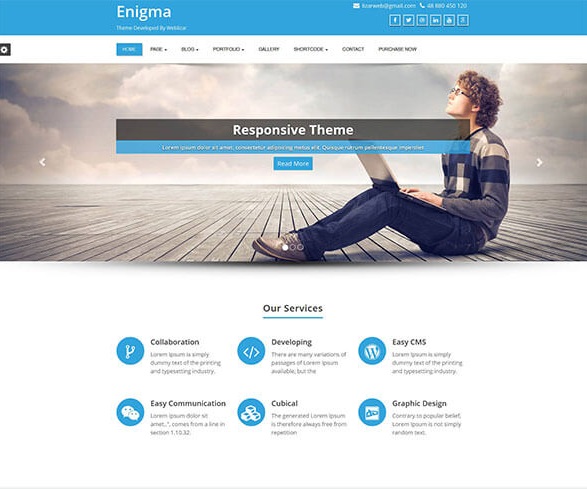 Enigma
Theme Developed By Weblizar
lizarweb@gmail.com 48 880 450 120
HOME PAGE BLOG PORTFOLIO GALLERY SHORTCODE CONTACT PURCHASE NOW
Responsive Theme
Lorem ipsum dolor sit amet, consectetur adipiscing metus elit. Quisque rutrum pellentesque imperdiet
Read More
Our Services
Collaboration
Lorem Ipsum is simply
dummy text of the printing
and typesetting industry.
Developing
There are many variations
of passages of Lorem Ipsum
available, but the
Easy CMS
Lorem Ipsum is simply
dummy text of the printing
and typesetting industry.
Easy Communication
Lorem ipsum dolor sit
amet..", comes from a line in
section 1.10.32.
Cubical
The generated Lorem Ipsum
is therefore always free from
repetition
Graphic Design
Contrary to popular belief,
Lorem Ipsum is not simply
random text.